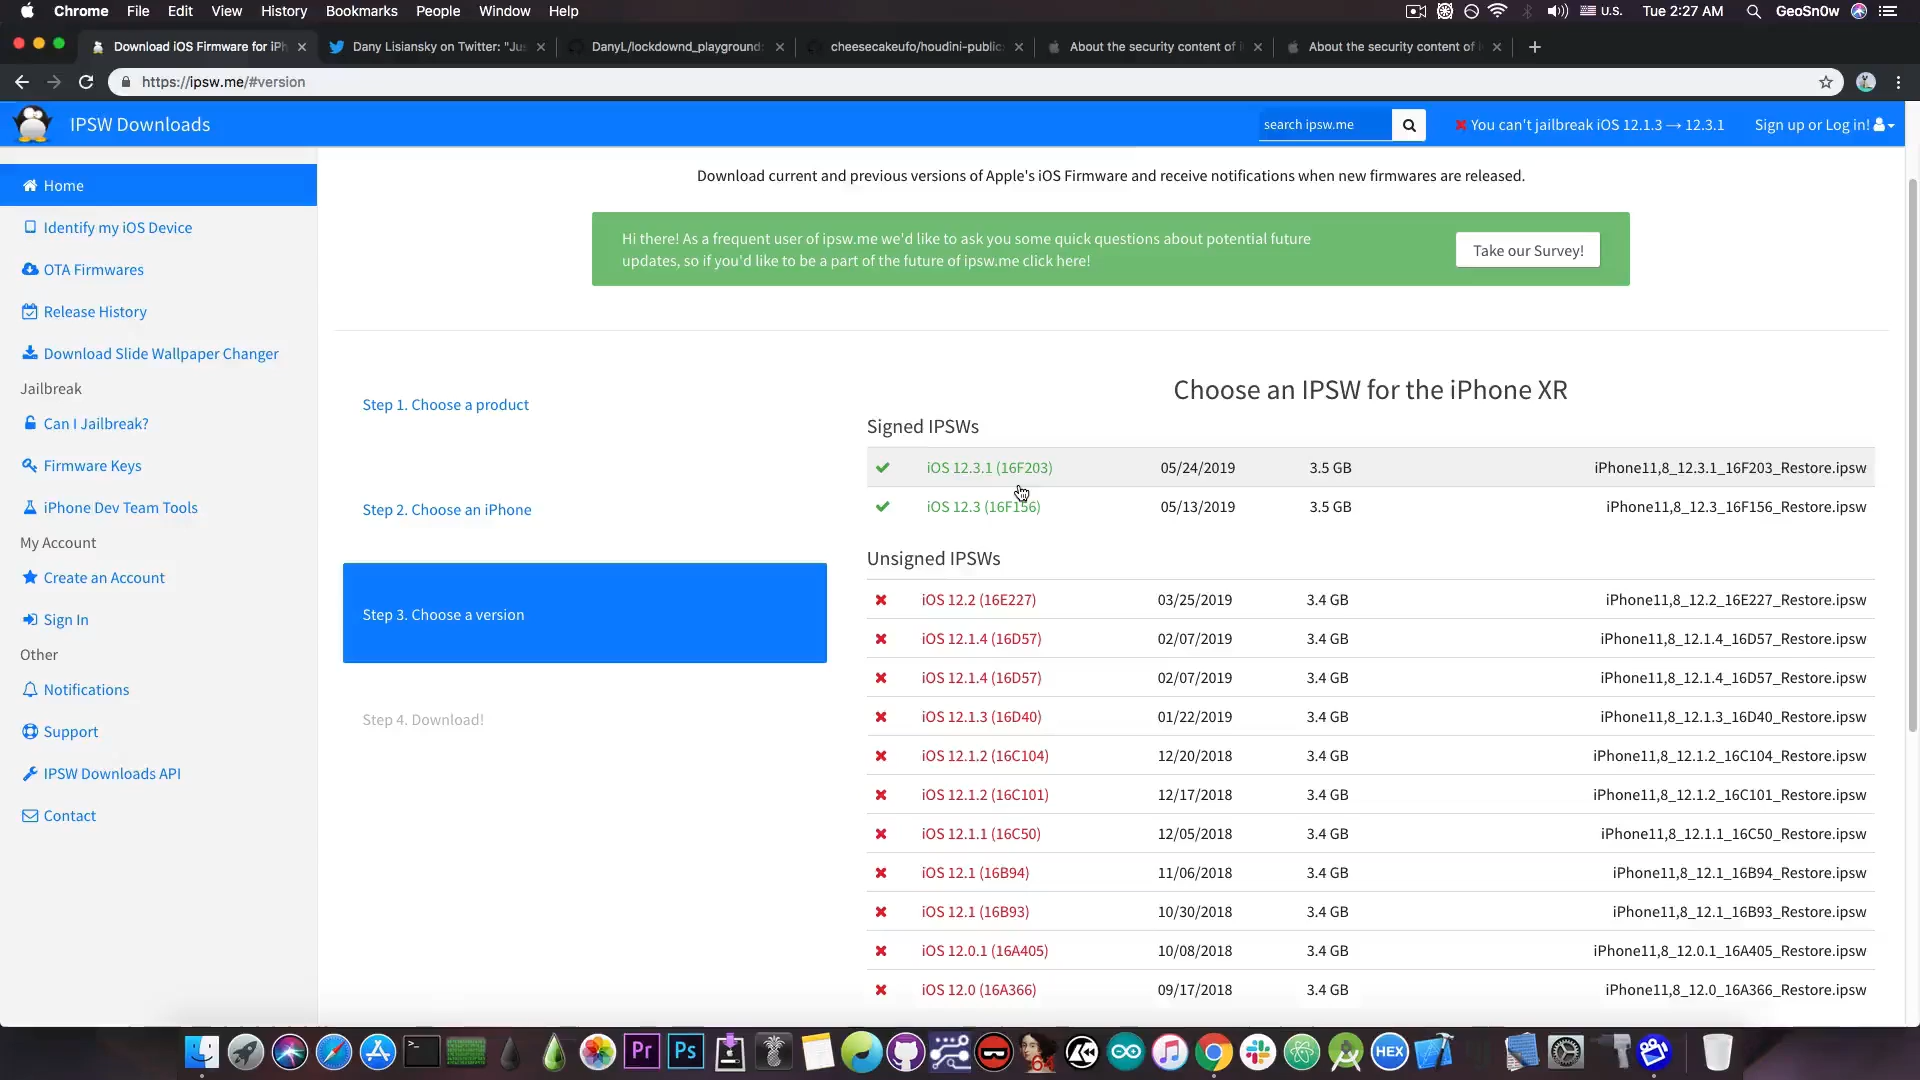 Chrome File Edit View History Bookmarks People Window Help U.S. Tue 2:27 AM GeoSn0w
Download iOS Firmware for iPh
Dany Lisiansky on Twitter: "Jus
DanyL/lockdownd_playground:
cheesecakeufo/houdini-public:
About the security content of i
About the security content of i
https://ipsw.me/#version
IPSW Downloads
search ipsw.me
You can't jailbreak iOS 12.1.3 → 12.3.1
Sign up or Log in!
Home
Identify my iOS Device
OTA Firmwares
Release History
Download Slide Wallpaper Changer
Jailbreak
Can I Jailbreak?
Firmware Keys
iPhone Dev Team Tools
My Account
Create an Account
Sign In
Other
Notifications
Support
IPSW Downloads API
Contact
Download current and previous versions of Apple's iOS Firmware and receive notifications when new firmwares are released.
Hi there! As a frequent user of ipsw.me we'd like to ask you some quick questions about potential future
updates, so if you'd like to be a part of the future of ipsw.me click here!
Take our Survey!
Step 1. Choose a product
Step 2. Choose an iPhone
Step 3. Choose a version
Step 4. Download!
Choose an IPSW for the iPhone XR
Signed IPSWs
iOS 12.3.1 (16F203) 05/24/2019 3.5 GB iPhone11,8_12.3.1_16F203_Restore.ipsw
iOS 12.3 (16F156) 05/13/2019 3.5 GB iPhone11,8_12.3_16F156_Restore.ipsw
Unsigned IPSWs
iOS 12.2 (16E227) 03/25/2019 3.4 GB iPhone11,8_12.2_16E227_Restore.ipsw
iOS 12.1.4 (16D57) 02/07/2019 3.4 GB iPhone11,8_12.1.4_16D57_Restore.ipsw
iOS 12.1.4 (16D57) 02/07/2019 3.4 GB iPhone11,8_12.1.4_16D57_Restore.ipsw
iOS 12.1.3 (16D40) 01/22/2019 3.4 GB iPhone11,8_12.1.3_16D40_Restore.ipsw
iOS 12.1.2 (16C104) 12/20/2018 3.4 GB iPhone11,8_12.1.2_16C104_Restore.ipsw
iOS 12.1.2 (16C101) 12/17/2018 3.4 GB iPhone11,8_12.1.2_16C101_Restore.ipsw
iOS 12.1.1 (16C50) 12/05/2018 3.4 GB iPhone11,8_12.1.1_16C50_Restore.ipsw
iOS 12.1 (16B94) 11/06/2018 3.4 GB iPhone11,8_12.1_16B94_Restore.ipsw
iOS 12.1 (16B93) 10/30/2018 3.4 GB iPhone11,8_12.1_16B93_Restore.ipsw
iOS 12.0.1 (16A405) 10/08/2018 3.4 GB iPhone11,8_12.0.1_16A405_Restore.ipsw
iOS 12.0 (16A366) 09/17/2018 3.4 GB iPhone11,8_12.0_16A366_Restore.ipsw
Pr Ps 64 HEX